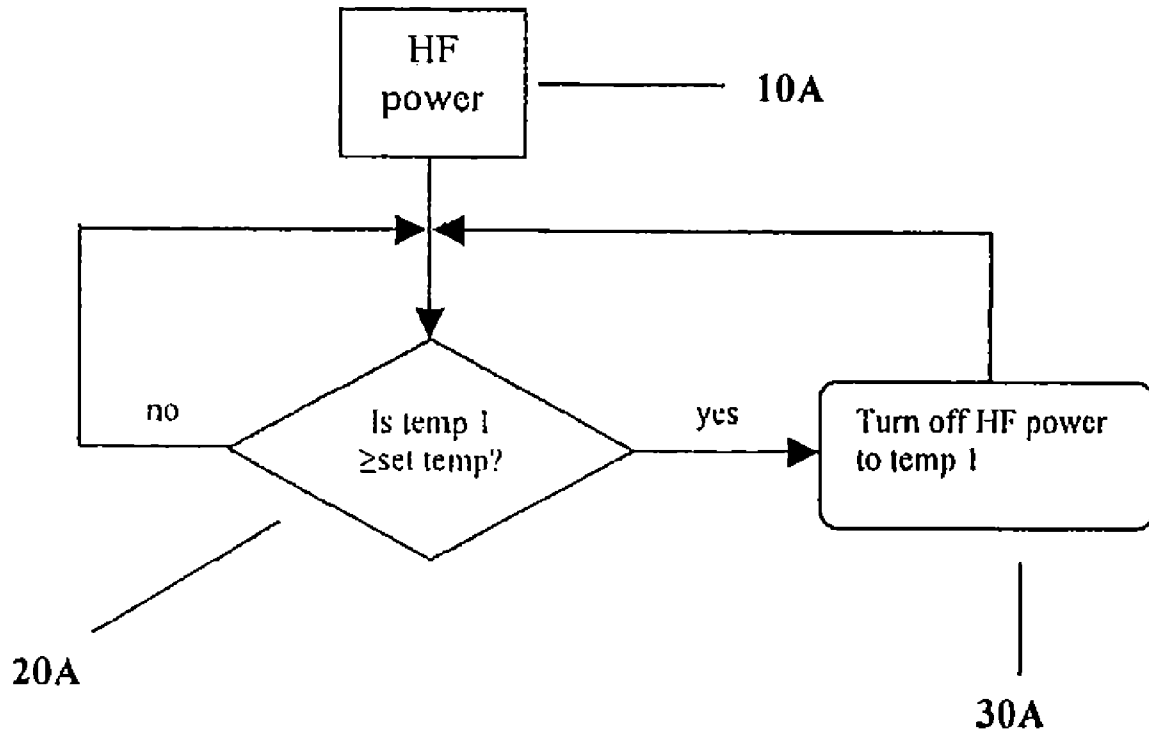 HF
power
10A
no
Is temp 1
≥set temp?
yes
Turn off HF power
to temp 1
20A
30A